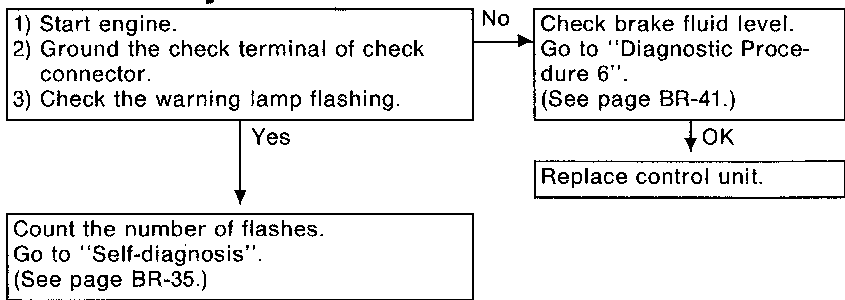 1) Start engine.
2) Ground the check terminal of check
connector.
3) Check the warning lamp flashing.
No
Check brake fluid level.
Go to "Diagnostic Proce-
dure 6".
(See page BR-41.)
Yes
OK
Replace control unit.
Count the number of flashes.
Go to "Self-diagnosis".
(See page BR-35.)